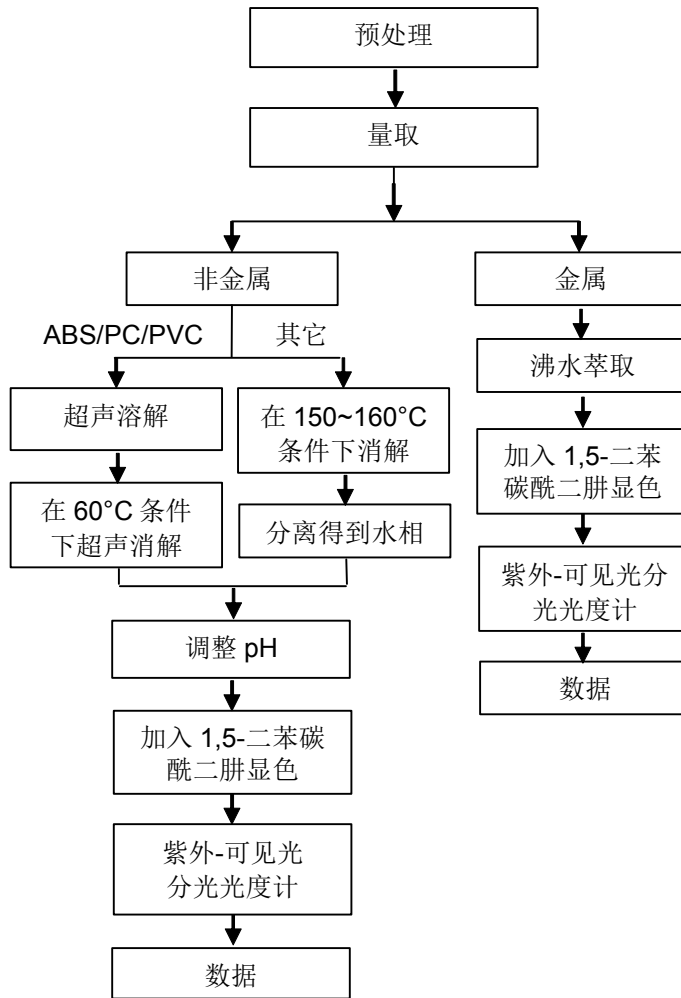 预处理
量取
非金属
金属
ABS/PC/PVC
其它
超声溶解
在 60°C 条件
下超声消解
在 150~160°C
条件下消解
分离得到水相
调整 pH
加入 1,5-二苯碳
酰二肼显色
紫外-可见光
分光光度计
数据
沸水萃取
加入 1,5-二苯
碳酰二肼显色
紫外-可见光分
光光度计
数据